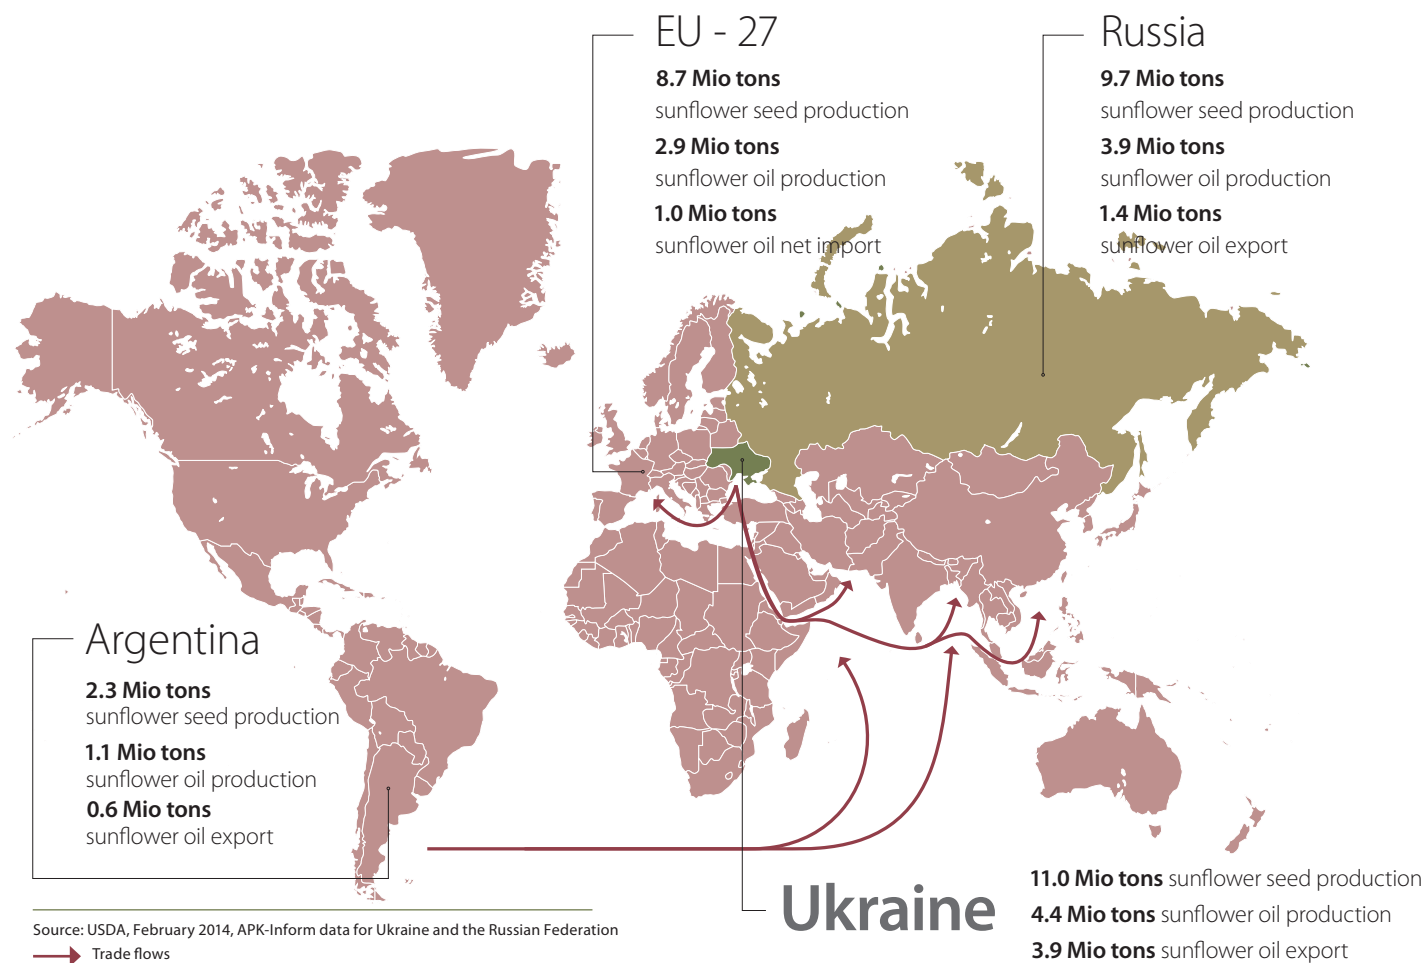 EU - 27
8.7 Mio tons
sunflower seed production
2.9 Mio tons
sunflower oil production
1.0 Mio tons
sunflower oil net import
Russia
9.7 Mio tons
sunflower seed production
3.9 Mio tons
sunflower oil production
1.4 Mio tons
sunflower oil export
Argentina
2.3 Mio tons
sunflower seed production
1.1 Mio tons
sunflower oil production
0.6 Mio tons
sunflower oil export
Ukraine
11.0 Mio tons sunflower seed production
4.4 Mio tons sunflower oil production
3.9 Mio tons sunflower oil export
Source: USDA, February 2014, APK-Inform data for Ukraine and the Russian Federation
Trade flows